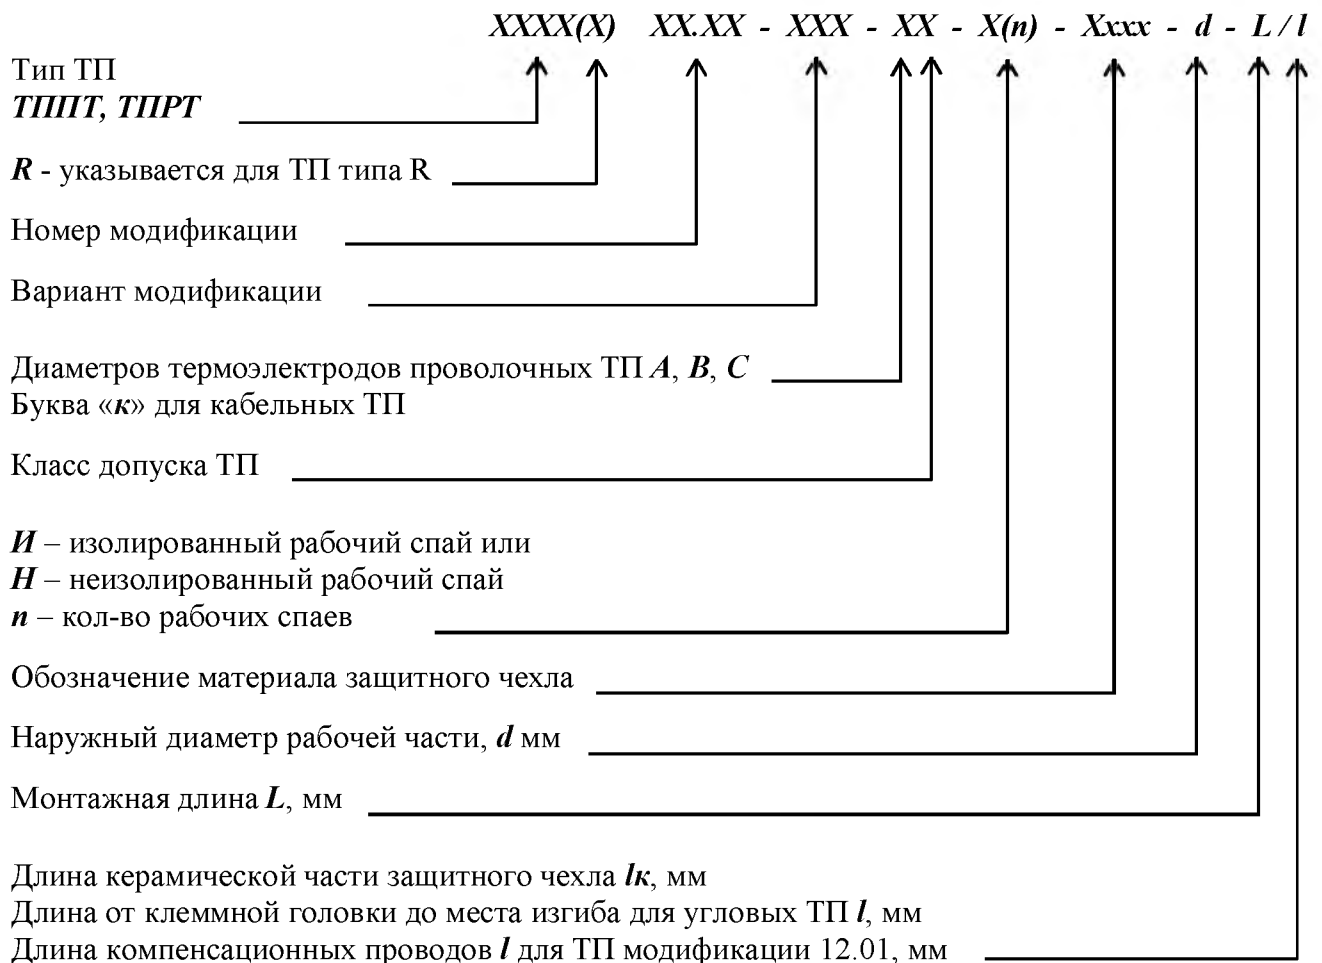 XXXX(X) XX.XX - XXX - XX - X(n) - Xxxx - d - L / l
Тип ТП
ТППТ, ТПРТ
R - указывается для ТП типа R
Номер модификации
Вариант модификации
Диаметров термоэлектродов проволочных ТП А, В, С
Буква «к» для кабельных ТП
Класс допуска ТП
И – изолированный рабочий спай или
Н – неизолированный рабочий спай
n – кол-во рабочих спаев
Обозначение материала защитного чехла
Наружный диаметр рабочей части, d мм
Монтажная длина L, мм
Длина керамической части защитного чехла lк, мм
Длина от клеммной головки до места изгиба для угловых ТП l, мм
Длина компенсационных проводов l для ТП модификации 12.01, мм